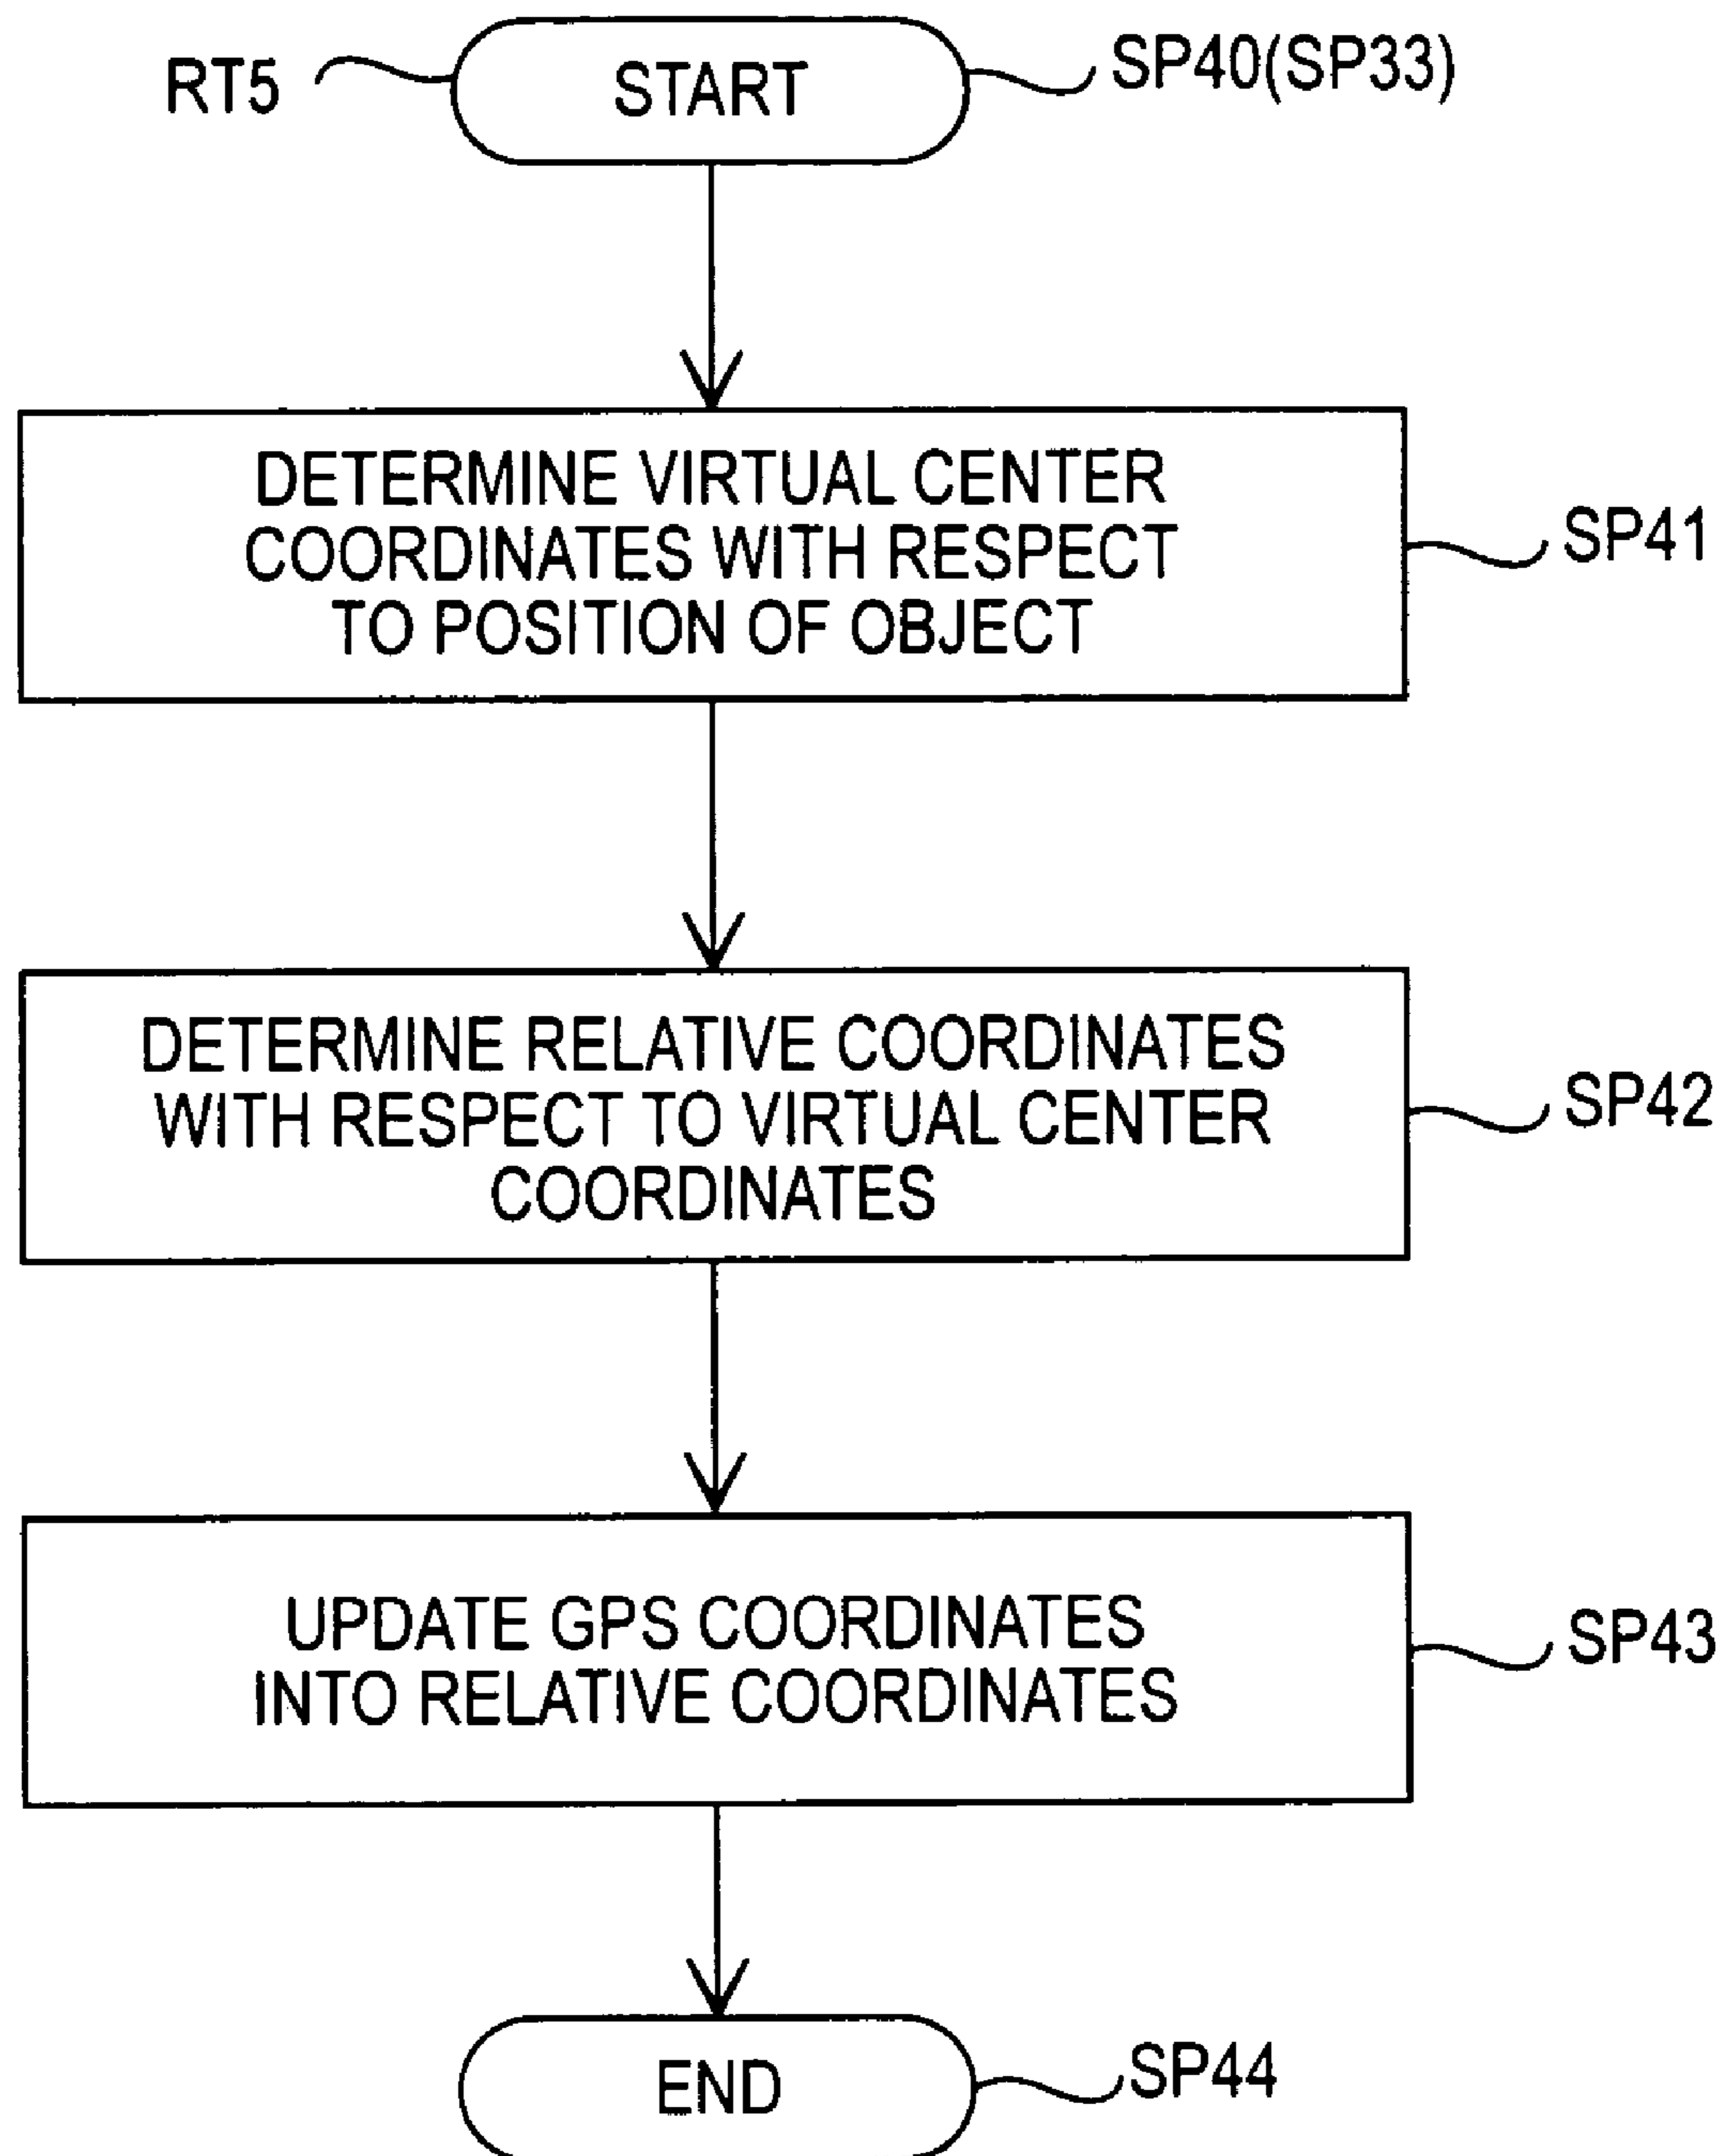 RT5
START
SP40(SP33)
DETERMINE VIRTUAL CENTER
COORDINATES WITH RESPECT
TO POSITION OF OBJECT
SP41
DETERMINE RELATIVE COORDINATES
WITH RESPECT TO VIRTUAL CENTER
COORDINATES
SP42
UPDATE GPS COORDINATES
INTO RELATIVE COORDINATES
SP43
END
SP44